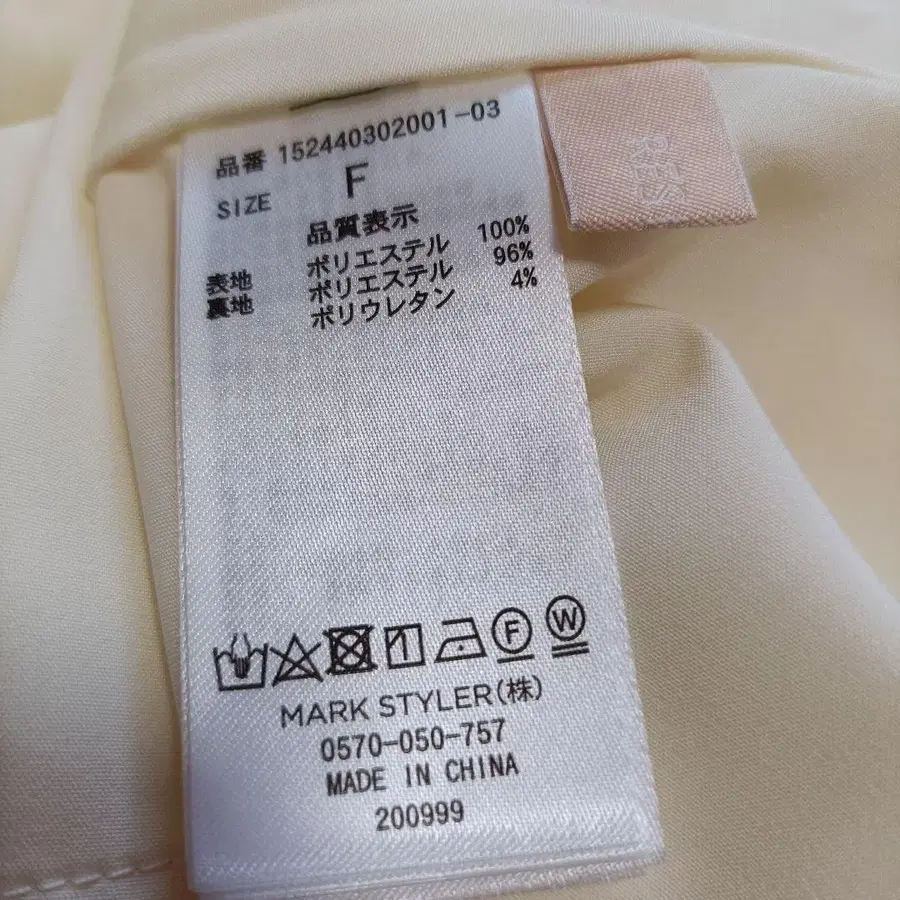 品番 152440302001-03
SIZE F
品質表示
表地 ポリエステル 100%
裏地 ポリエステル 96%
ポリウレタン 4%
F W
MARK STYLER(株)
0570-050-757
MADE IN CHINA
200999